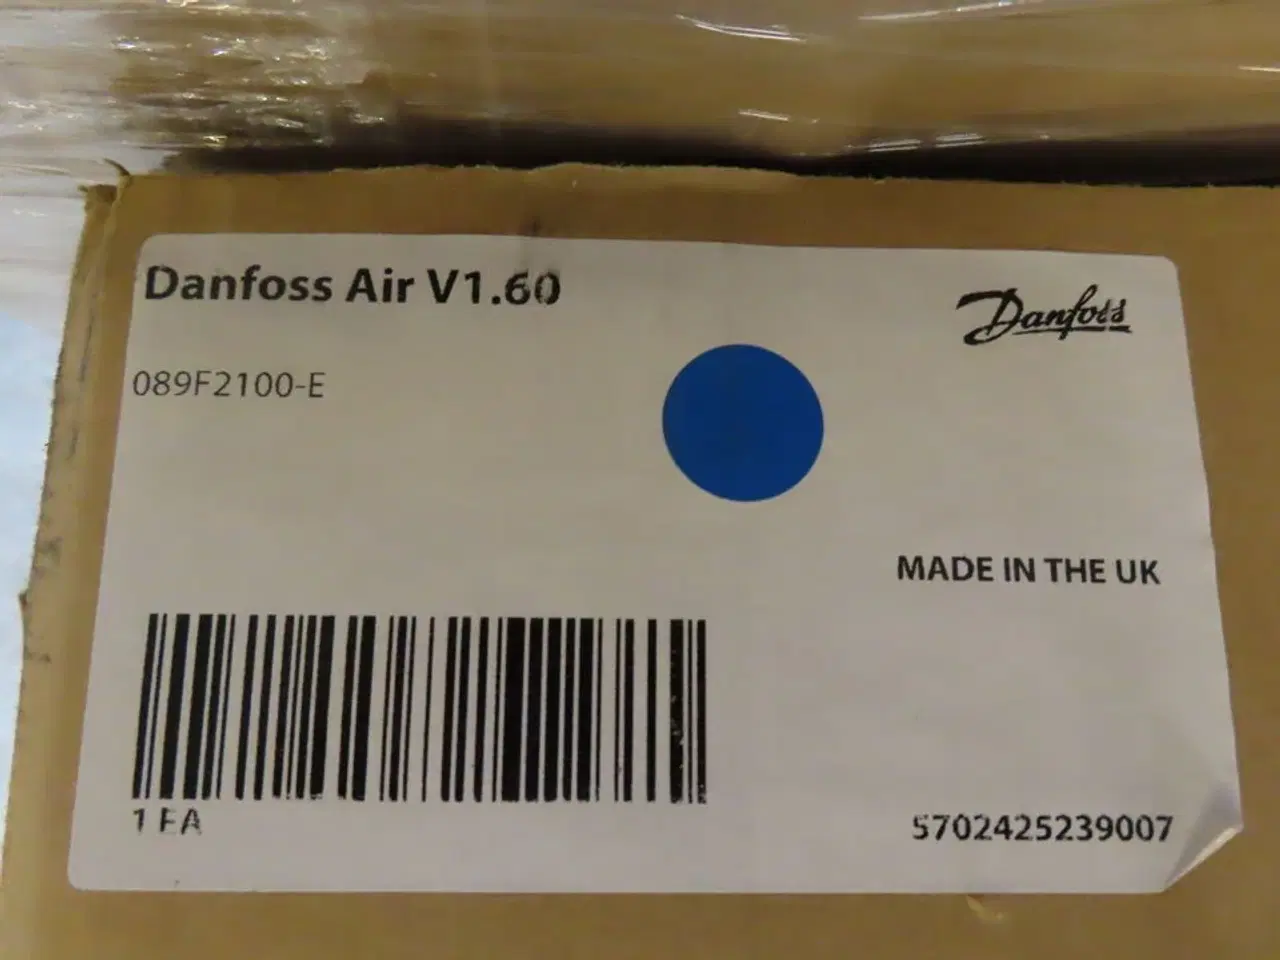 Danfoss Air V1.60
Danfoss
089F2100-E
MADE IN THE UK
1 EA
5702425239007